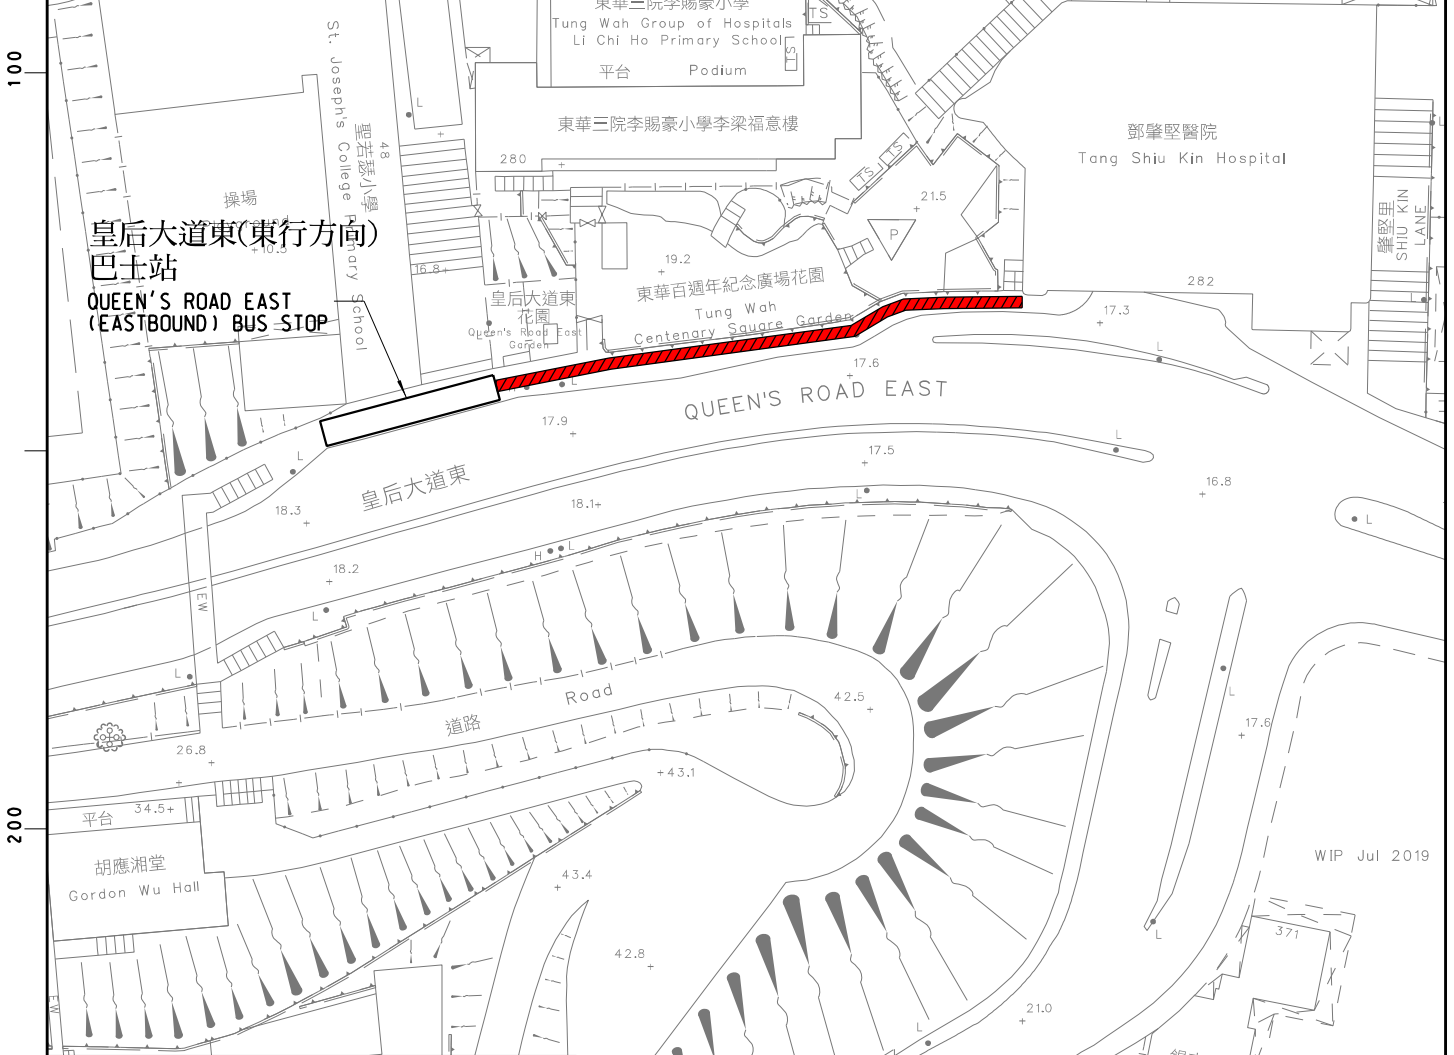 東華三院李賜豪小學
Tung Wah Group of Hospitals
Li Chi Ho Primary School
平台 Podium
TS
ST
100
St. Joseph's College Primary School
聖若瑟小學
48
L
東華三院李賜豪小學李梁福意樓
280
鄧肇堅醫院
Tang Shiu Kin Hospital
TS
TS
21.5
P
肇堅里
SHIU KIN
LANE
操場
皇后大道東(東行方向)
巴士站
QUEEN'S ROAD EAST
(EASTBOUND) BUS STOP
+10.5
16.8+
19.2
東華百週年紀念廣場花園
Tung Wah
Centenary Square Garden
皇后大道東
花園
Queen's Road East
Garden
282
17.3
L
L
17.6
QUEEN'S ROAD EAST
H
L
17.9
17.5
L
16.8
L
皇后大道東
18.3
18.1+
L
L
H L
18.2
EW
L
L
Road
道路
42.5
17.6
L
26.8
+43.1
200
平台 34.5+
胡應湘堂
Gordon Wu Hall
43.4
WIP Jul 2019
371
42.8
L
21.0
L
EW